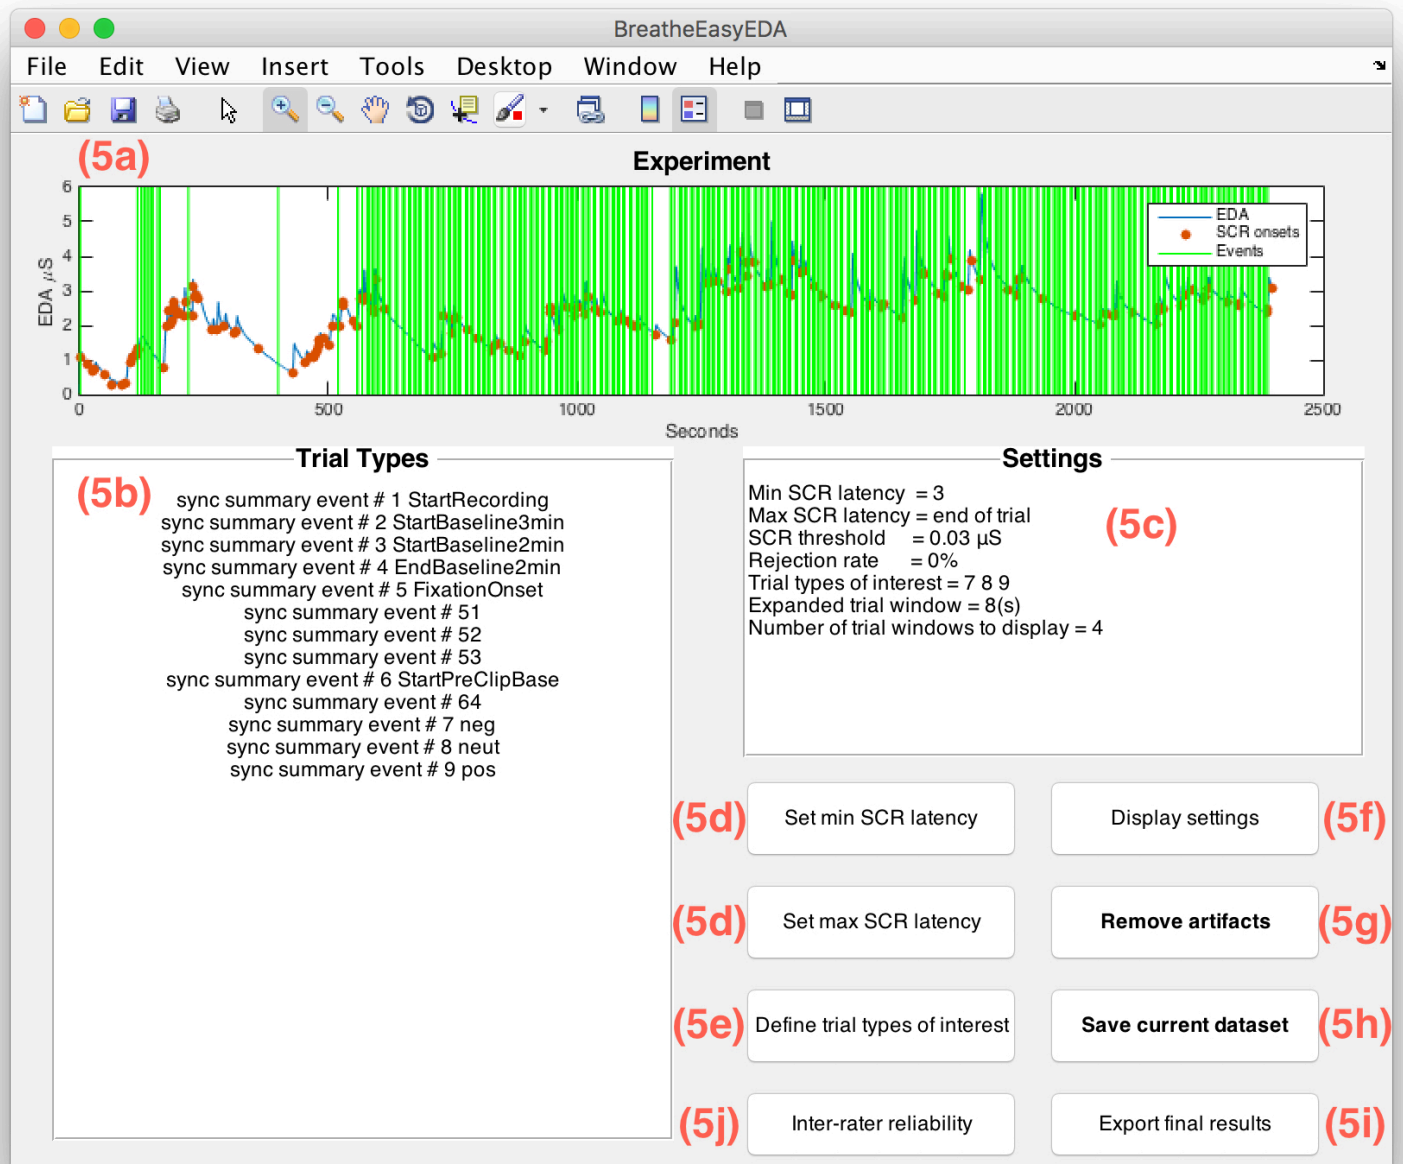 BreatheEasyEDA
File Edit View Insert Tools Desktop Window Help
(5a)
Experiment
6
5
4
3
2
1
0
EDA µS
EDA
SCR onsets
Events
0 500 1000 1500 2000 2500
Seconds
Trial Types
(5b)
sync summary event # 1 StartRecording
sync summary event # 2 StartBaseline3min
sync summary event # 3 StartBaseline2min
sync summary event # 4 EndBaseline2min
sync summary event # 5 FixationOnset
sync summary event # 51
sync summary event # 52
sync summary event # 53
sync summary event # 6 StartPreClipBase
sync summary event # 64
sync summary event # 7 neg
sync summary event # 8 neut
sync summary event # 9 pos
Settings
Min SCR latency = 3
Max SCR latency = end of trial
SCR threshold = 0.03 µS
Rejection rate = 0%
Trial types of interest = 7 8 9
Expanded trial window = 8(s)
Number of trial windows to display = 4
(5c)
(5d) Set min SCR latency
Display settings (5f)
(5d) Set max SCR latency
Remove artifacts (5g)
(5e) Define trial types of interest
Save current dataset (5h)
(5j) Inter-rater reliability
Export final results (5i)